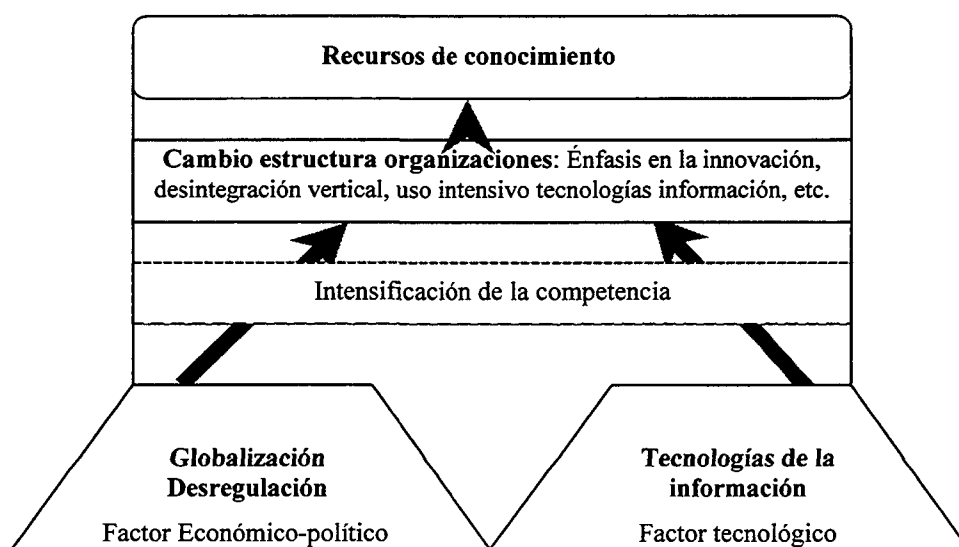 Recursos de conocimiento
Cambio estructura organizaciones: Énfasis en la innovación,
desintegración vertical, uso intensivo tecnologías información, etc.
Intensificación de la competencia
Globalización
Desregulación
Factor Económico-político
Tecnologías de la
información
Factor tecnológico